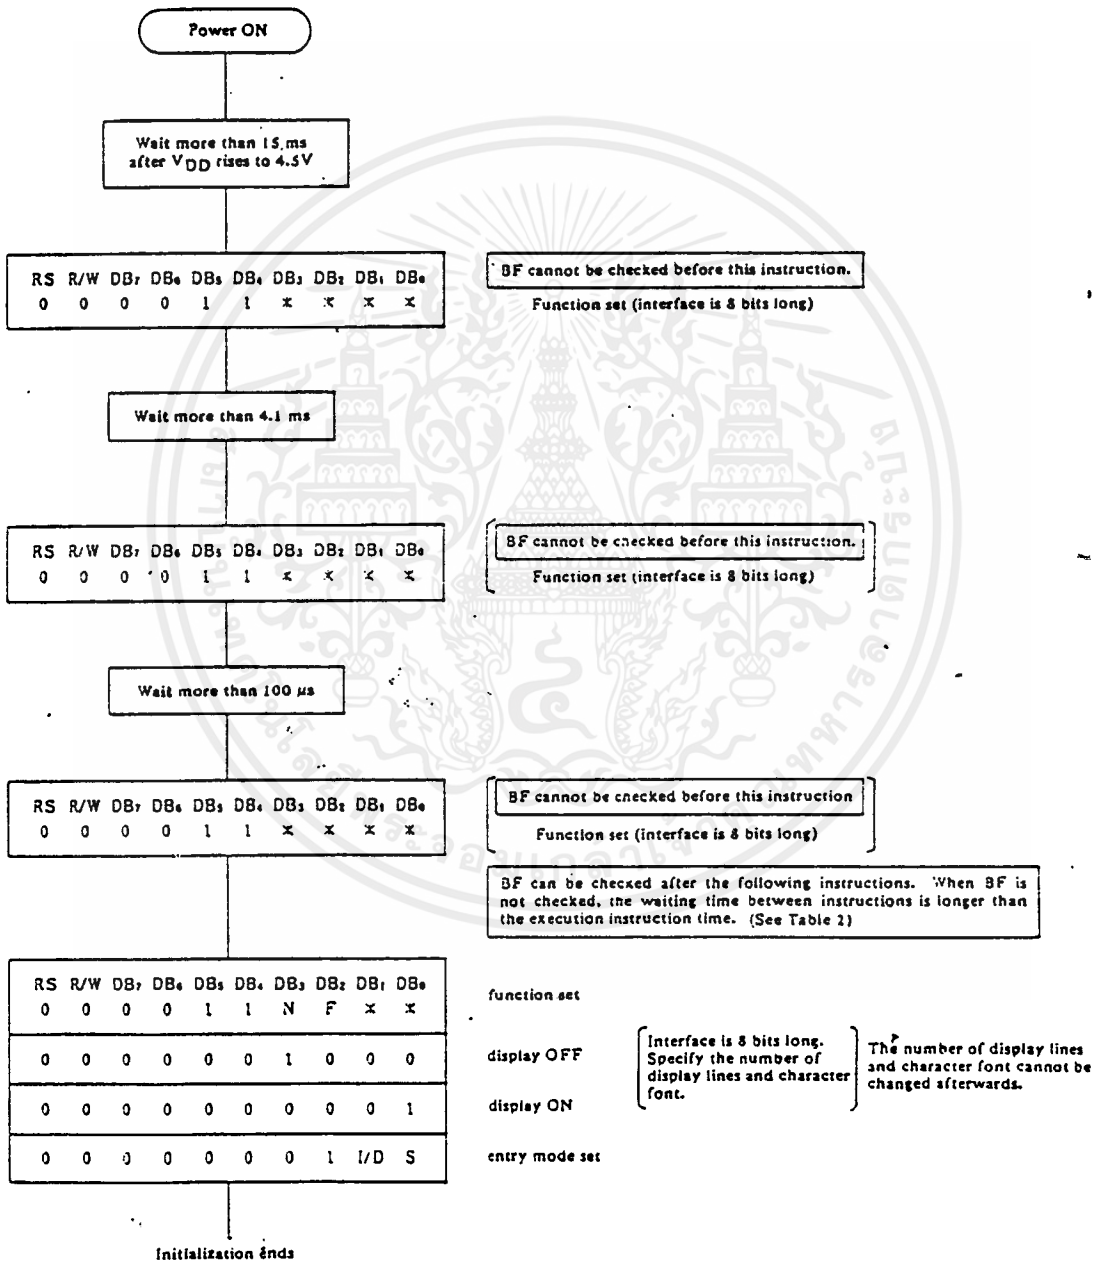 Power ON
Wait more than 15 ms
after VDD rises to 4.5V
RS R/W DB7 DB6 DB5 DB4 DB3 DB2 DB1 DB0
0 0 0 0 1 1 * * * *
BF cannot be checked before this instruction.
Function set (interface is 8 bits long)
Wait more than 4.1 ms
RS R/W DB7 DB6 DB5 DB4 DB3 DB2 DB1 DB0
0 0 0 0 1 1 * * * *
BF cannot be checked before this instruction.
Function set (interface is 8 bits long)
Wait more than 100 μs
RS R/W DB7 DB6 DB5 DB4 DB3 DB2 DB1 DB0
0 0 0 0 1 1 * * * *
BF cannot be checked before this instruction
Function set (interface is 8 bits long)
BF can be checked after the following instructions. When BF is
not checked, the waiting time between instructions is longer than
the execution instruction time. (See Table 2)
RS R/W DB7 DB6 DB5 DB4 DB3 DB2 DB1 DB0
0 0 0 0 1 1 N F * *
function set
0 0 0 0 0 0 1 0 0 0
display OFF
0 0 0 0 0 0 0 0 0 1
display ON
0 0 0 0 0 0 0 1 I/D S
entry mode set
Interface is 8 bits long.
Specify the number of
display lines and character
font.
The number of display lines
and character font cannot be
changed afterwards.
Initialization ends